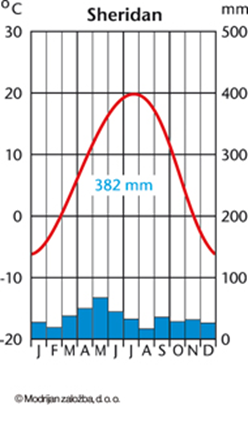 °C Sheridan mm
30 500
20 400
10 300
382 mm
0 200
-10 100
-20 0
J F M A M J J A S O N D
© Modrijan založba, d. o. o.